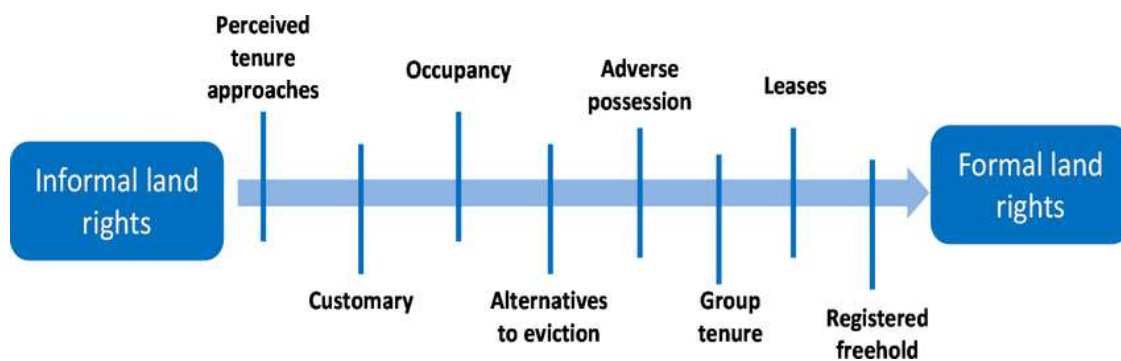 Perceived
tenure
approaches
Occupancy
Adverse
possession
Leases
Informal land
rights
Formal land
rights
Customary
Alternatives
to eviction
Group
tenure
Registered
freehold